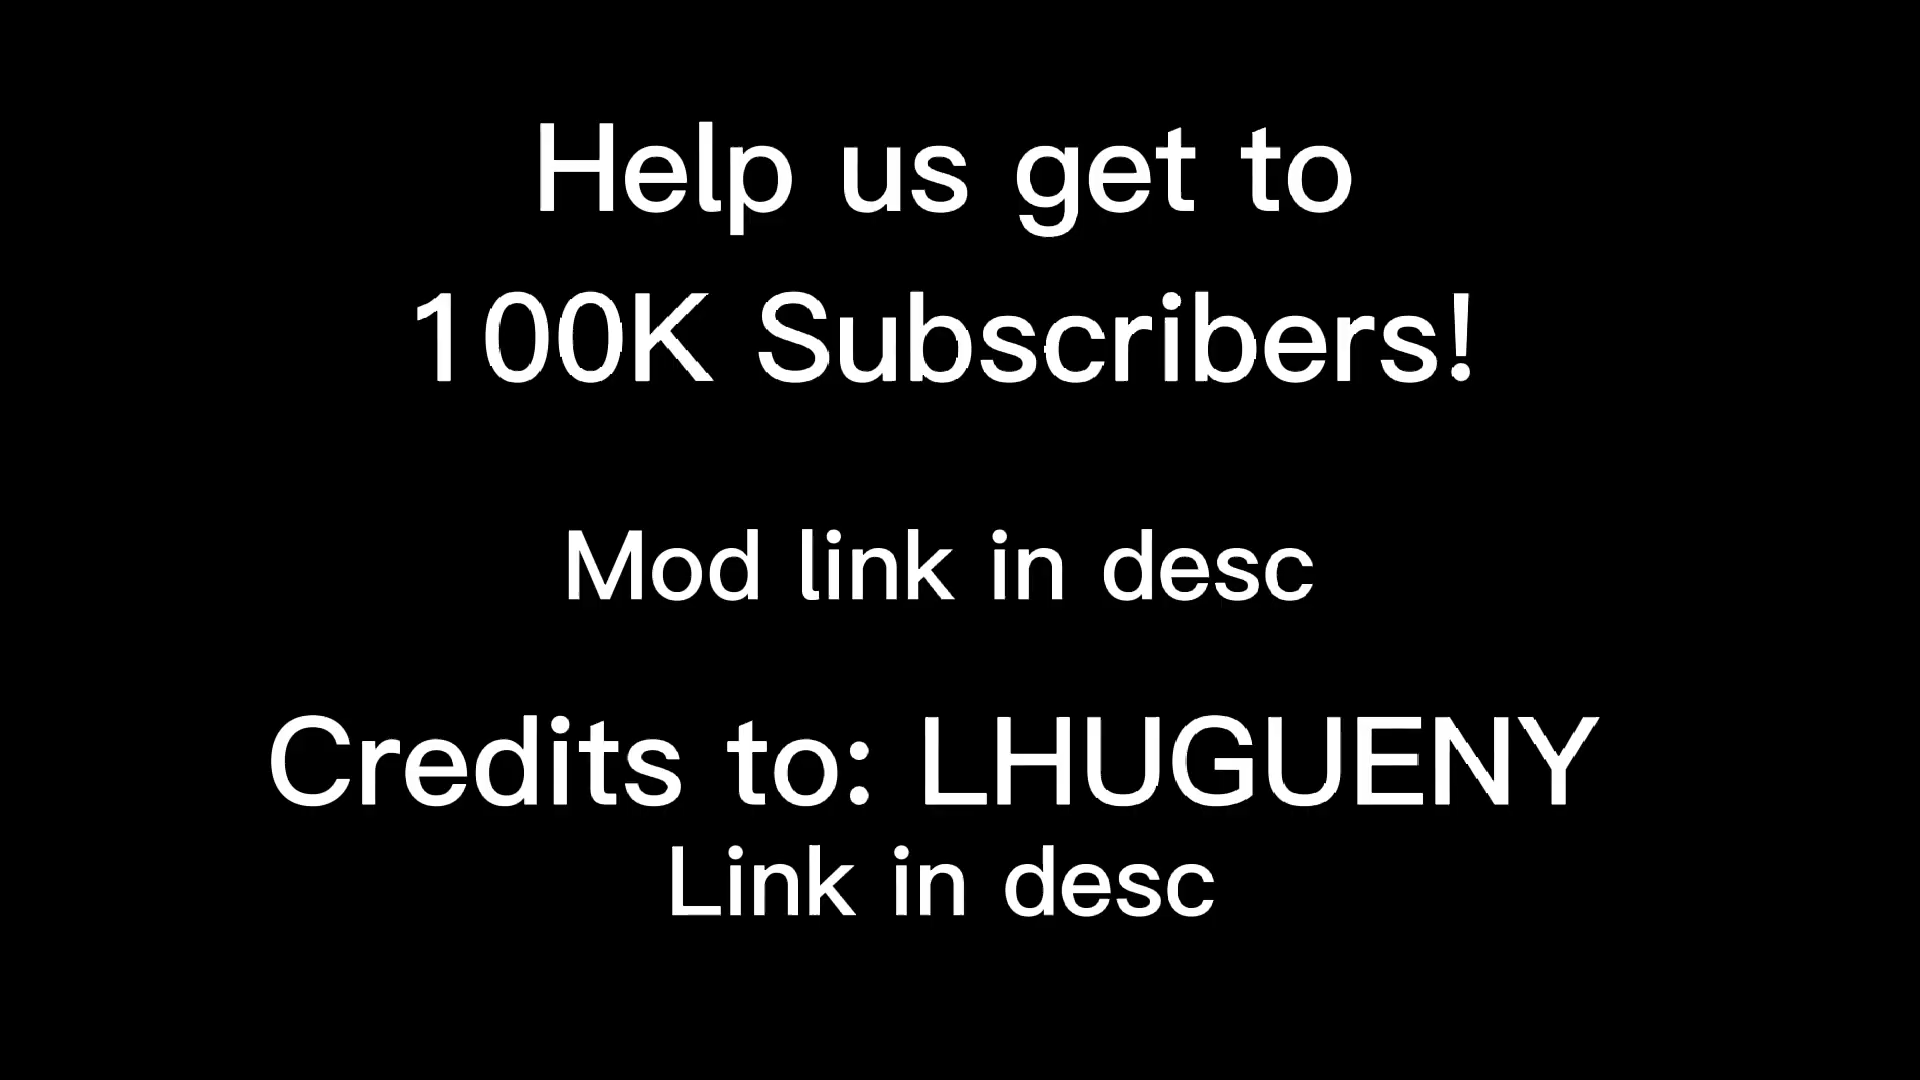 Help us get to
100K Subscribers!
Mod link in desc
Credits to: LHUGUENY
Link in desc